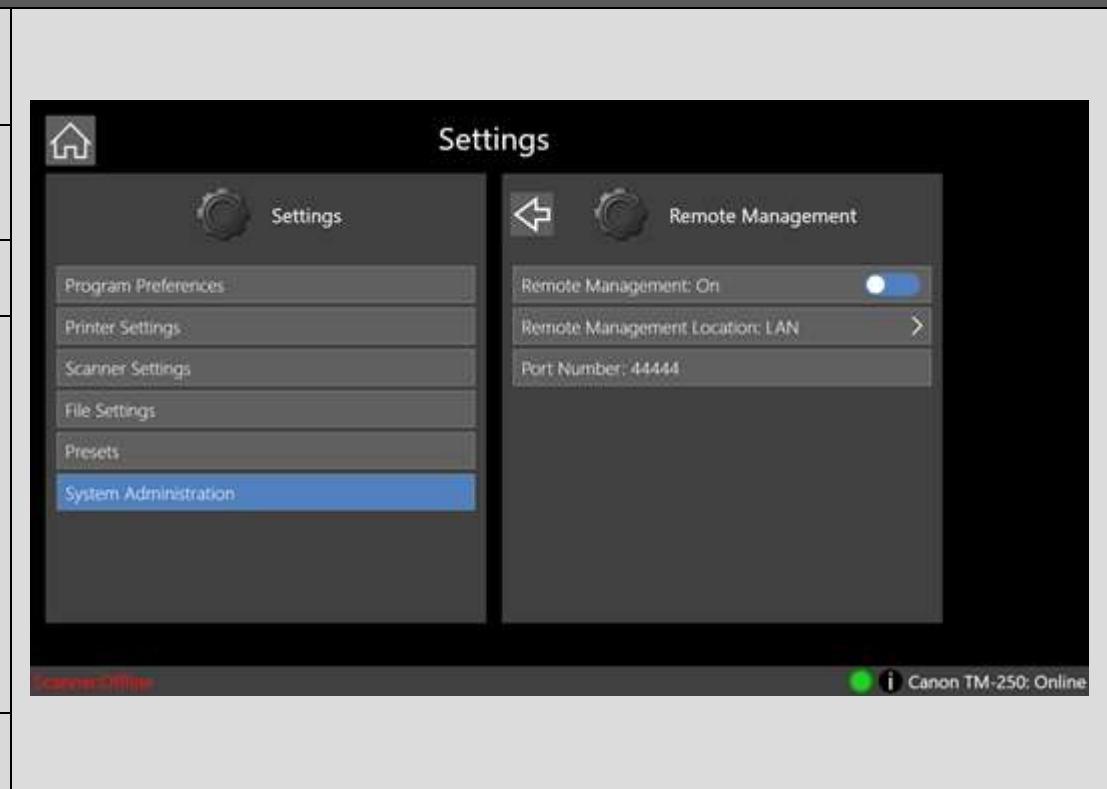 Settings
Settings
Program Preferences
Printer Settings
Scanner Settings
File Settings
Presets
System Administration
Remote Management
Remote Management: On
Remote Management Location: LAN
Port Number: 44444
Scanner:Offline
Canon TM-250: Online